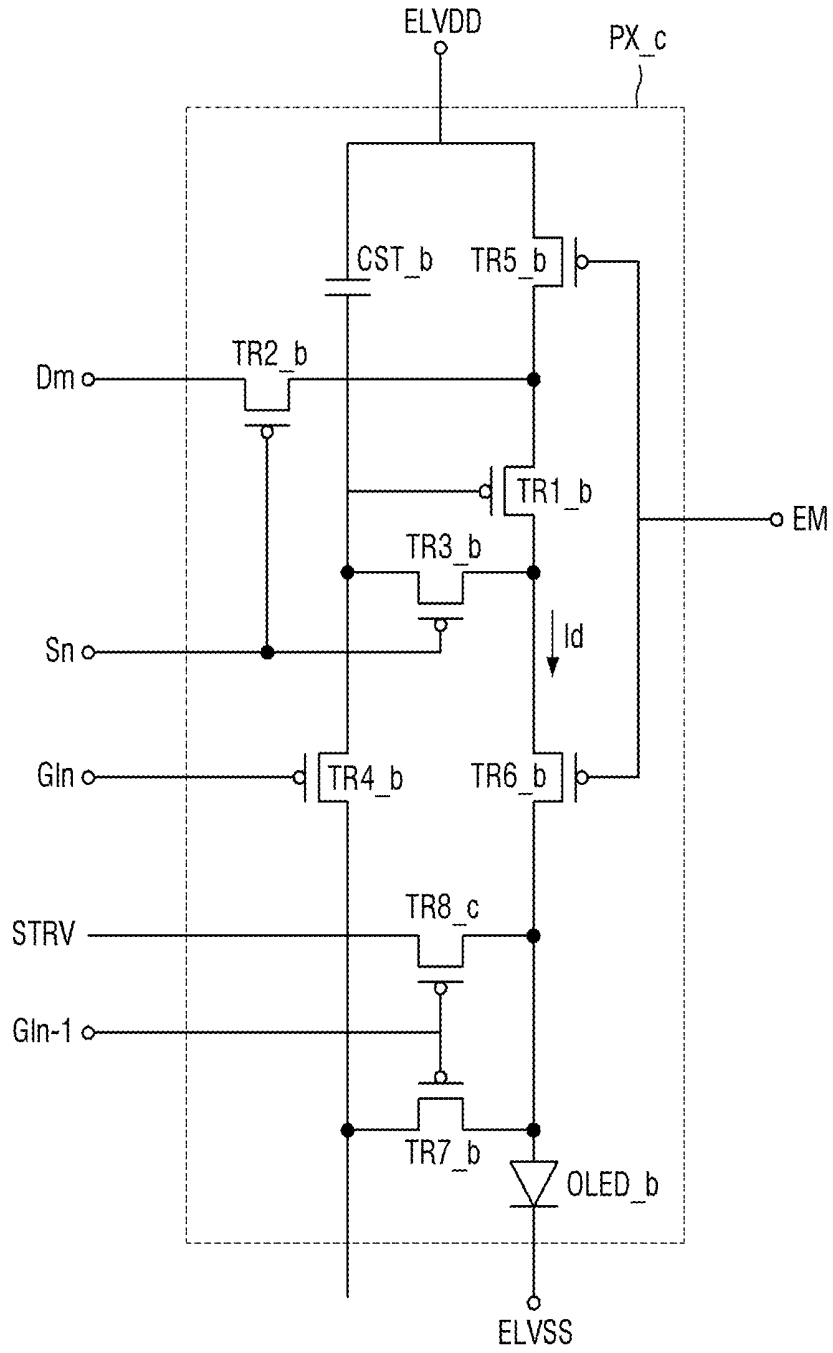 ELVDD
PX_c
CST_b
TR5_b
TR2_b
Dm
TR1_b
EM
TR3_b
Sn
Id
GIn
TR4_b
TR6_b
TR8_c
STRV
GIn-1
TR7_b
OLED_b
ELVSS